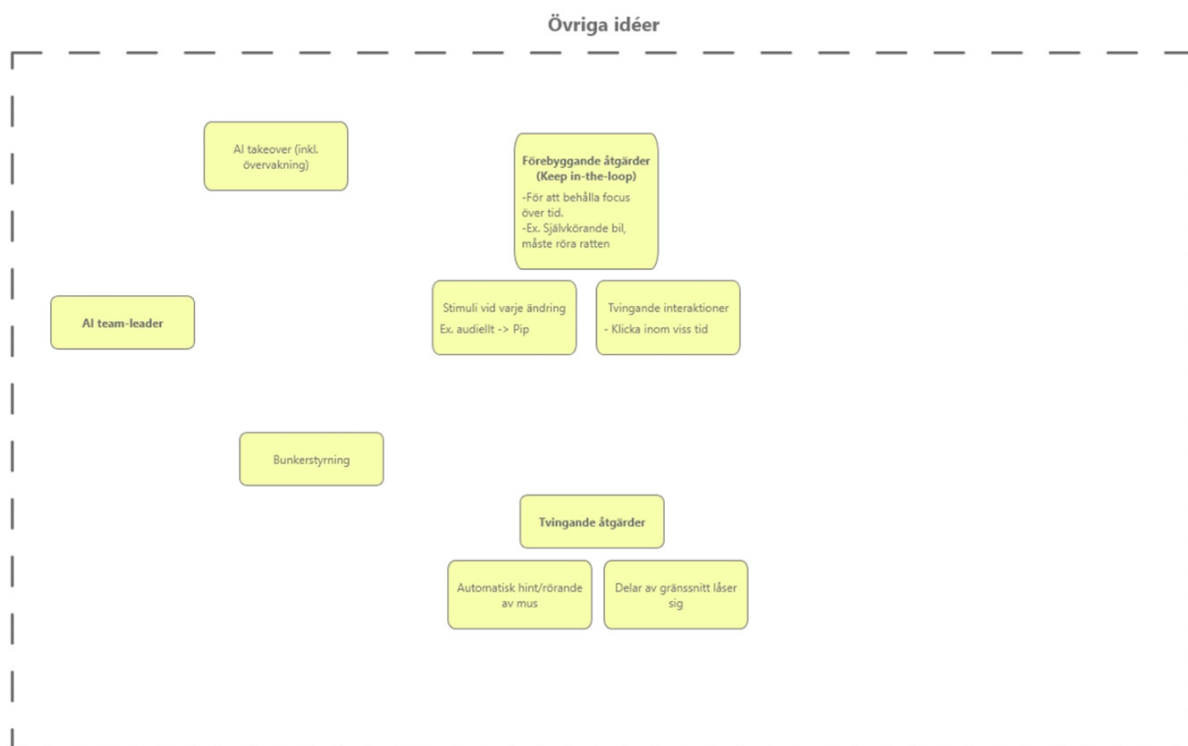 Övriga idéer
AI takeover (inkl.
övervakning)
Förebyggande åtgärder
(Keep in-the-loop)
-För att behålla focus
över tid.
-Ex. Självkörande bil,
måste röra ratten
Stimuli vid varje ändring
Ex. audiellt -> Pip
Tvingande interaktioner
- Klicka inom viss tid
AI team-leader
Bunkerstyrning
Tvingande åtgärder
Automatisk hint/rörande
av mus
Delar av gränssnitt låser
sig